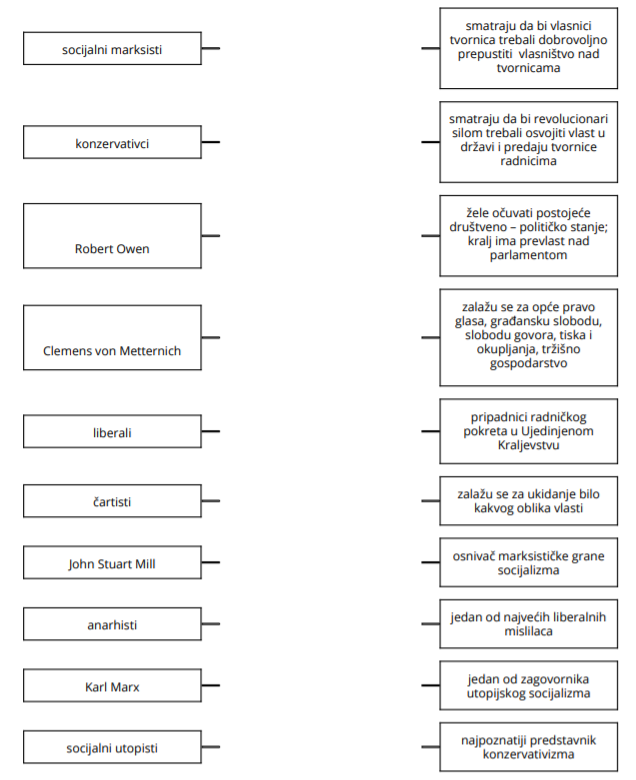 socijalni marksisti
smatraju da bi vlasnici
tvornica trebali dobrovoljno
prepustiti vlasništvo nad
tvornicama
konzervativci
smatraju da bi revolucionari
silom trebali osvojiti vlast u
državi i predaju tvornice
radnicima
Robert Owen
žele očuvati postojeće
društveno – političko stanje;
kralj ima prevlast nad
parlamentom
Clemens von Metternich
zalažu se za opće pravo
glasa, građansku slobodu,
slobodu govora, tiska i
okupljanja, tržišno
gospodarstvo
liberali
pripadnici radničkog
pokreta u Ujedinjenom
Kraljevstvu
čartisti
zalažu se za ukidanje bilo
kakvog oblika vlasti
John Stuart Mill
osnivač marksističke grane
socijalizma
anarhisti
jedan od najvećih liberalnih
mislilaca
Karl Marx
jedan od zagovornika
utopijskog socijalizma
socijalni utopisti
najpoznatiji predstavnik
konzervativizma